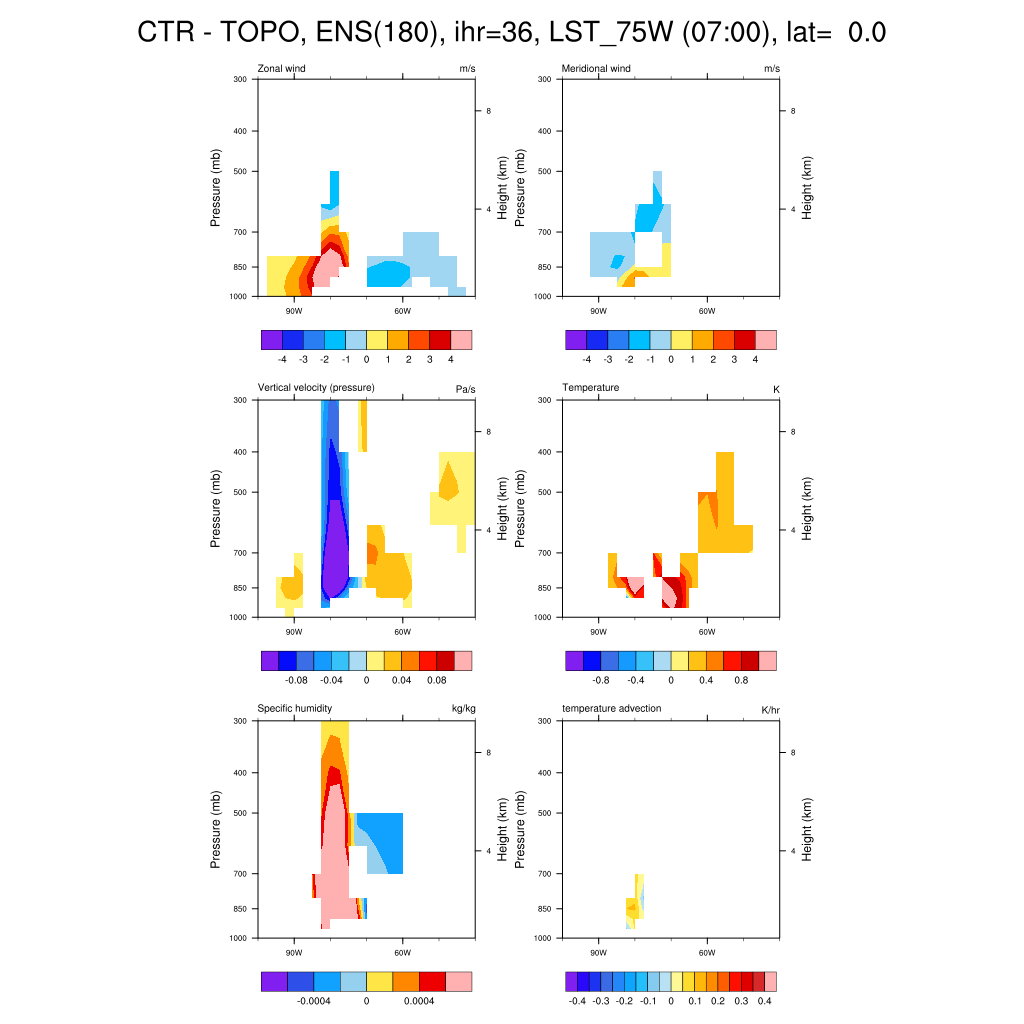 CTR - TOPO, ENS(180), ihr=36, LST_75W (07:00), lat=  0.0
Zonal wind m/s
Pressure (mb)
300
400
500
700
850
1000
8
4
Height (km)
90W 60W
-4 -3 -2 -1 0 1 2 3 4
Meridional wind m/s
Pressure (mb)
300
400
500
700
850
1000
8
4
Height (km)
90W 60W
-4 -3 -2 -1 0 1 2 3 4
Vertical velocity (pressure) Pa/s
Pressure (mb)
300
400
500
700
850
1000
8
4
Height (km)
90W 60W
-0.08 -0.04 0 0.04 0.08
Temperature K
Pressure (mb)
300
400
500
700
850
1000
8
4
Height (km)
90W 60W
-0.8 -0.4 0 0.4 0.8
Specific humidity kg/kg
Pressure (mb)
300
400
500
700
850
1000
8
4
Height (km)
90W 60W
-0.0004 0 0.0004
temperature advection K/hr
Pressure (mb)
300
400
500
700
850
1000
8
4
Height (km)
90W 60W
-0.4 -0.3 -0.2 -0.1 0 0.1 0.2 0.3 0.4